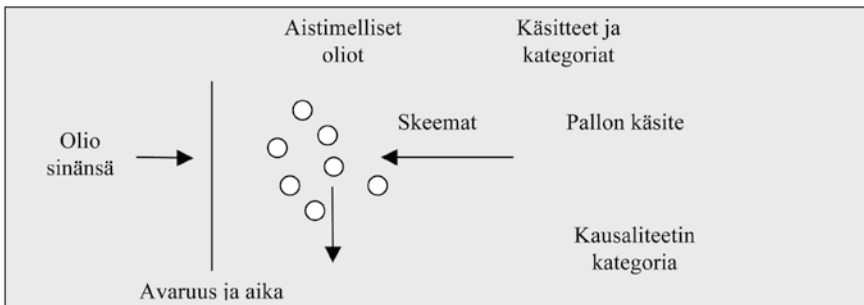 Aistimelliset
oliot
Käsitteet ja
kategoriat
Olio
sinänsä
Skeemat
Pallon käsite
Kausaliteetin
kategoria
Avaruus ja aika